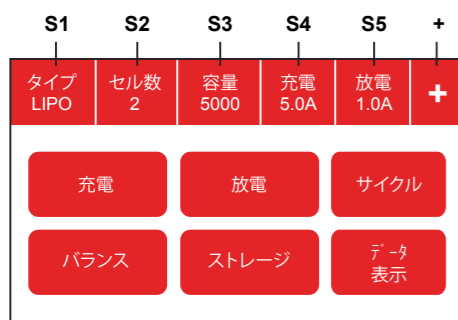 S1 S2 S3 S4 S5 +
タイプ セル数 容量 充電 放電 +
LIPO 2 5000 5.0A 1.0A
充電 放電 サイクル
バランス ストレージ ﾃﾞｰﾀ
表示